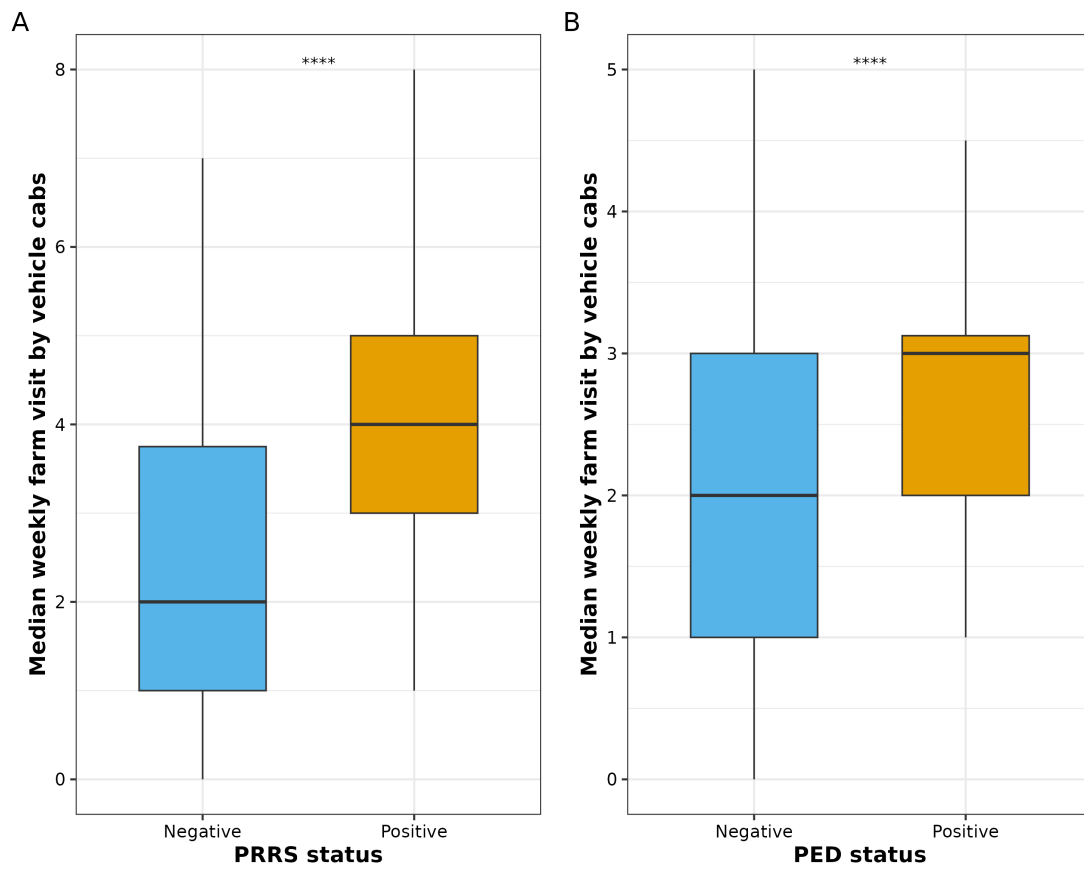 A
Median weekly farm visit by vehicle cabs
8
6
4
2
0
****
Negative
Positive
PRRS status
B
Median weekly farm visit by vehicle cabs
5
4
3
2
1
0
****
Negative
Positive
PED status